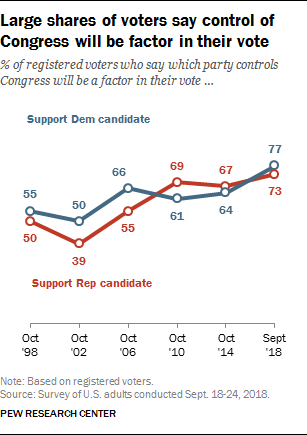 Large shares of voters say control of
Congress will be factor in their vote
% of registered voters who say which party controls
Congress will be a factor in their vote ...
Support Dem candidate
55 50 66 69 67 77
50 39 55 61 64 73
Support Rep candidate
Oct Oct Oct Oct Oct Sept
'98 '02 '06 '10 '14 '18
Note: Based on registered voters.
Source: Survey of U.S. adults conducted Sept. 18-24, 2018.
PEW RESEARCH CENTER